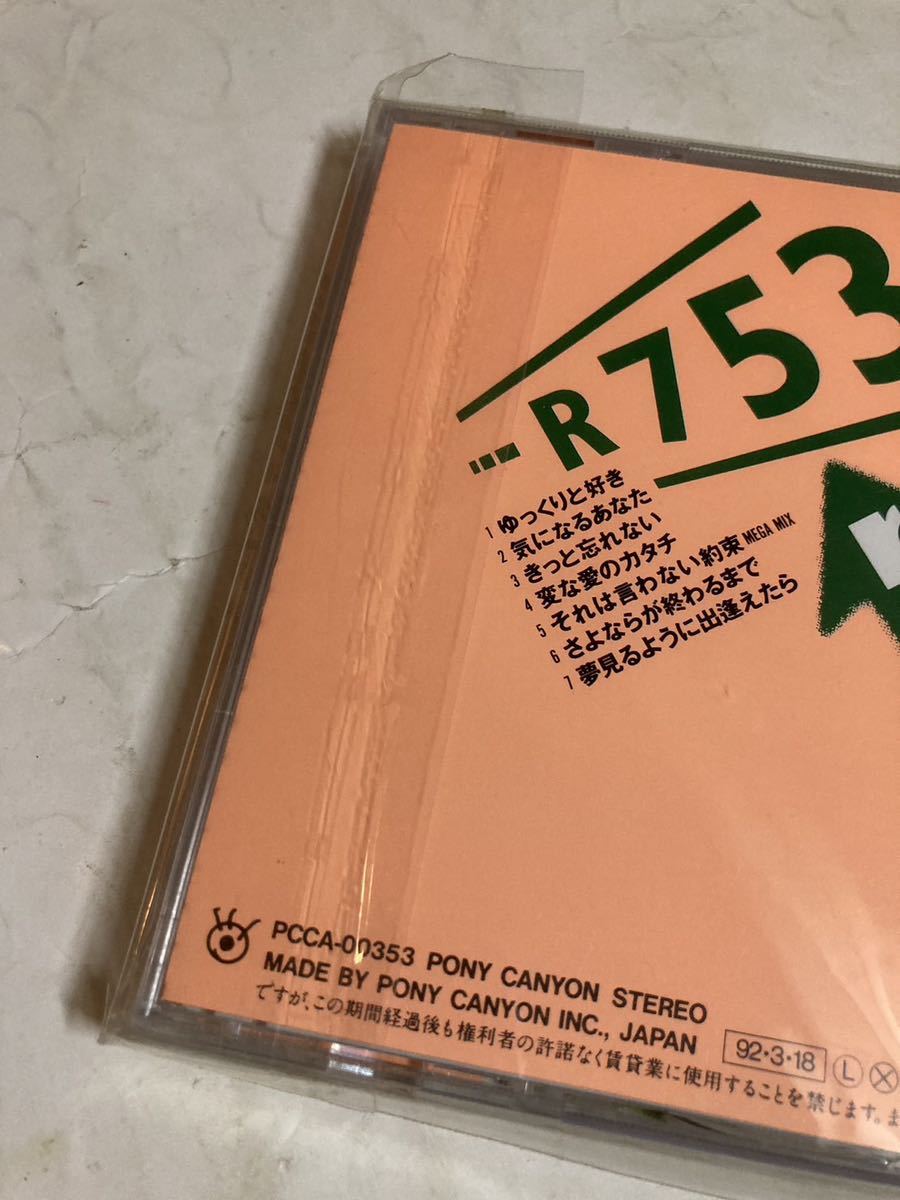 R753
1 ゆっくりと好き
2 気になるあなた
3 きっと忘れない
4 変な愛のカタチ
5 それは言わない約束 MEGA MIX
6 さよならが終わるまで
7 夢見るように出逢えたら
PCCA-00353 PONY CANYON STEREO
MADE BY PONY CANYON INC., JAPAN
92・3・18 L X
ですが、この期間経過後も権利者の許諾なく賃貸業に使用することを禁じます。ま